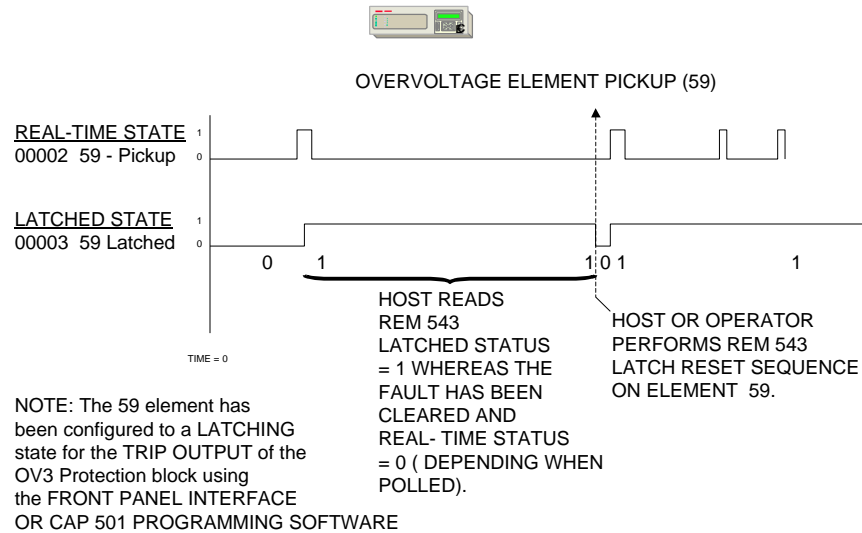 OVERVOLTAGE ELEMENT PICKUP (59)
REAL-TIME STATE
00002 59 - Pickup
1
0
LATCHED STATE
00003 59 Latched
1
0
0 1 1 0 1 1
HOST READS
REM 543
LATCHED STATUS
= 1 WHEREAS THE
FAULT HAS BEEN
CLEARED AND
REAL- TIME STATUS
= 0 ( DEPENDING WHEN
POLLED).
HOST OR OPERATOR
PERFORMS REM 543
LATCH RESET SEQUENCE
ON ELEMENT 59.
TIME = 0
NOTE: The 59 element has
been configured to a LATCHING
state for the TRIP OUTPUT of the
OV3 Protection block using
the FRONT PANEL INTERFACE
OR CAP 501 PROGRAMMING SOFTWARE